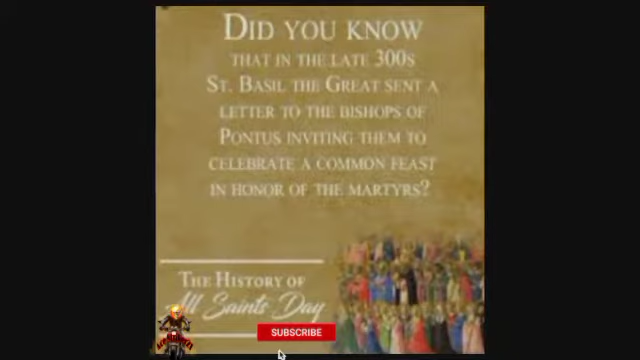 DID YOU KNOW
THAT IN THE LATE 300S
ST. BASIL THE GREAT SENT A
LETTER TO THE BISHOPS OF
PONTUS INVITING THEM TO
CELEBRATE A COMMON FEAST
IN HONOR OF THE MARTYRS?
THE HISTORY OF
All Saints Day
SUBSCRIBE